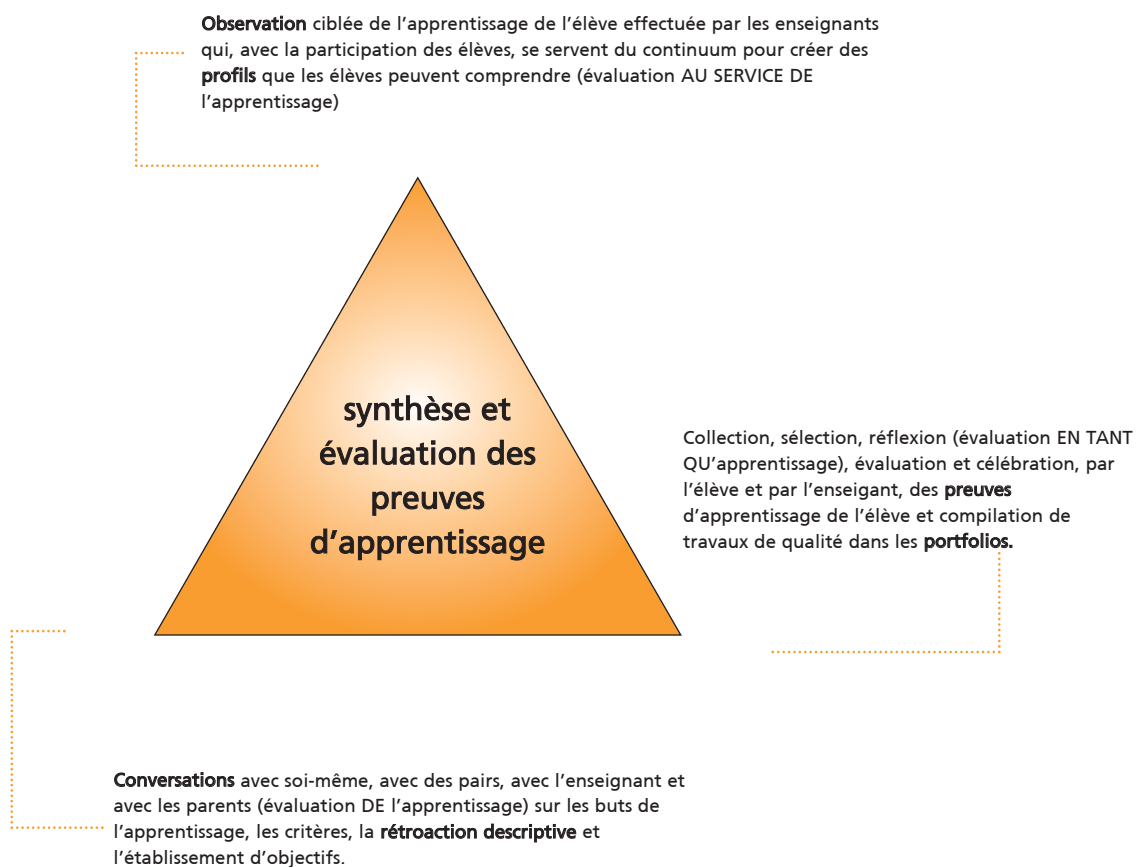 Observation ciblée de l’apprentissage de l’élève effectuée par les enseignants
qui, avec la participation des élèves, se servent du continuum pour créer des
profils que les élèves peuvent comprendre (évaluation AU SERVICE DE
l’apprentissage)
synthèse et
évaluation des
preuves
d’apprentissage
Collection, sélection, réflexion (évaluation EN TANT
QU’apprentissage), évaluation et célébration, par
l’élève et par l’enseigant, des preuves
d’apprentissage de l’élève et compilation de
travaux de qualité dans les portfolios.
Conversations avec soi-même, avec des pairs, avec l’enseignant et
avec les parents (évaluation DE l’apprentissage) sur les buts de
l’apprentissage, les critères, la rétroaction descriptive et
l’établissement d’objectifs.